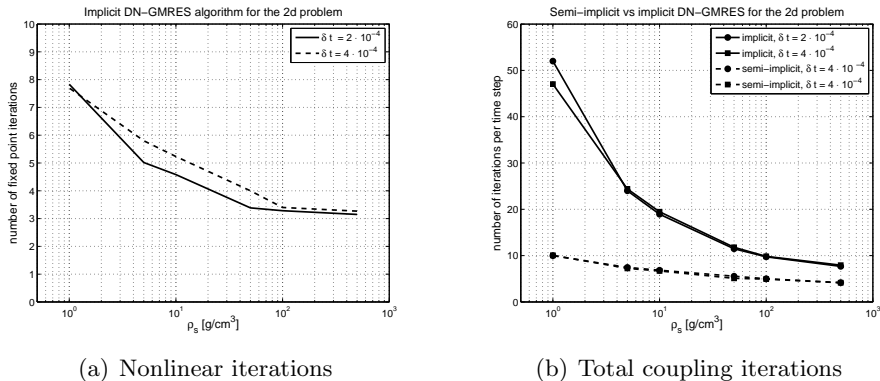 Implicit DN−GMRES algorithm for the 2d problem
δ t = 2 ⋅ 10⁻⁴
δ t = 4 ⋅ 10⁻⁴
number of fixed point iterations
10
9
8
7
6
5
4
3
2
1
0
10⁰
10¹
10²
10³
ρₛ [g/cm³]
(a) Nonlinear iterations
Semi−implicit vs implicit DN−GMRES for the 2d problem
implicit, δ t = 2 ⋅ 10⁻⁴
implicit, δ t = 4 ⋅ 10⁻⁴
semi−implicit, δ t = 4 ⋅ 10⁻⁴
semi−implicit, δ t = 4 ⋅ 10⁻⁴
number of iterations per time step
60
50
40
30
20
10
0
10⁰
10¹
10²
10³
ρₛ [g/cm³]
(b) Total coupling iterations